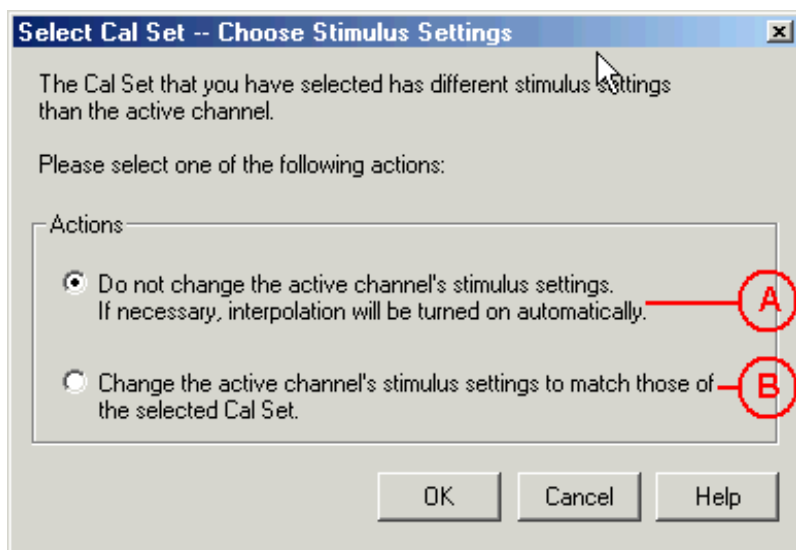 Select Cal Set -- Choose Stimulus Settings
The Cal Set that you have selected has different stimulus settings
than the active channel.
Please select one of the following actions:
Actions
Do not change the active channel's stimulus settings.
If necessary, interpolation will be turned on automatically.
A
Change the active channel's stimulus settings to match those of
the selected Cal Set.
B
OK Cancel Help